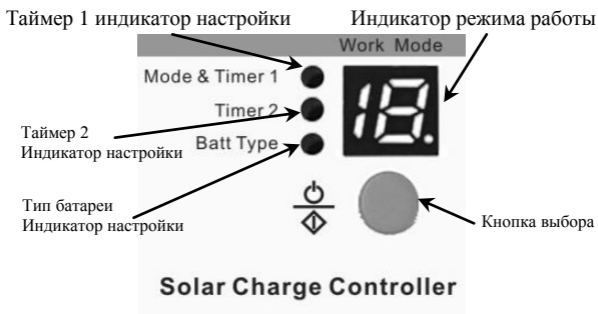 Таймер 1 индикатор настройки
Индикатор режима работы
Work Mode
Mode & Timer 1
Timer 2
18.
Таймер 2
Индикатор настройки
Batt Type
Тип батареи
Индикатор настройки
Кнопка выбора
Solar Charge Controller